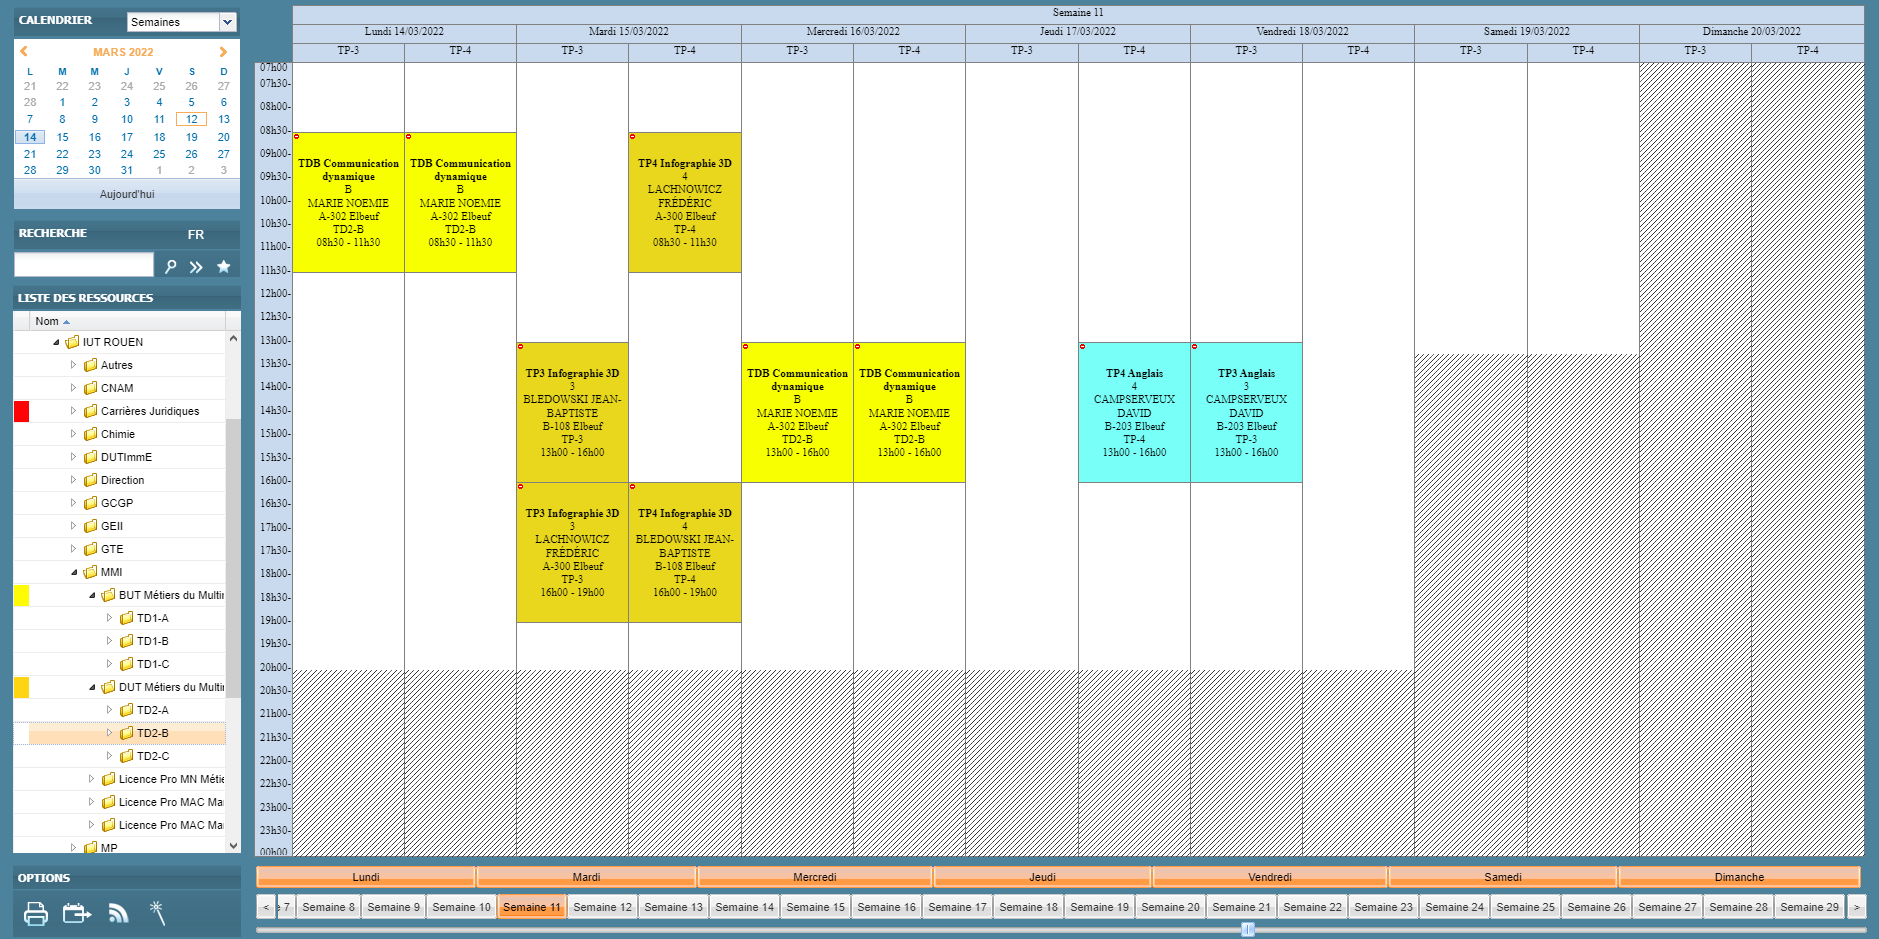 CALENDRIER
Semaines
MARS 2022
L M M J V S D
21 22 23 24 25 26 27
28 1 2 3 4 5 6
7 8 9 10 11 12 13
14 15 16 17 18 19 20
21 22 23 24 25 26 27
28 29 30 31 1 2 3
Aujourd'hui
RECHERCHE FR
LISTE DES RESSOURCES
Nom
IUT ROUEN
Autres
CNAM
Carrières Juridiques
Chimie
DUTImmE
Direction
GCGP
GEII
GTE
MMI
BUT Métiers du Multir
TD1-A
TD1-B
TD1-C
DUT Métiers du Multir
TD2-A
TD2-B
TD2-C
Licence Pro MN Métie
Licence Pro MAC Mai
Licence Pro MAC Mai
MP
OPTIONS
Semaine 11
Lundi 14/03/2022 Mardi 15/03/2022 Mercredi 16/03/2022 Jeudi 17/03/2022 Vendredi 18/03/2022 Samedi 19/03/2022 Dimanche 20/03/2022
TP-3 TP-4 TP-3 TP-4 TP-3 TP-4 TP-3 TP-4 TP-3 TP-4 TP-3 TP-4 TP-3 TP-4
07h00
07h30-
08h00-
08h30-
09h00-
09h30-
10h00-
10h30-
11h00-
11h30-
12h00-
12h30-
13h00-
13h30-
14h00-
14h30-
15h00-
15h30-
16h00-
16h30-
17h00-
17h30-
18h00-
18h30-
19h00-
19h30-
20h00-
20h30-
21h00-
21h30-
22h00-
22h30-
23h00-
23h30-
00h00
TDB Communication
dynamique
B
MARIE NOEMIE
A-302 Elbeuf
TD2-B
08h30 - 11h30
TDB Communication
dynamique
B
MARIE NOEMIE
A-302 Elbeuf
TD2-B
08h30 - 11h30
TP4 Infographie 3D
4
LACHNOWICZ
FRÉDÉRIC
A-300 Elbeuf
TP-4
08h30 - 11h30
TP3 Infographie 3D
3
BLEDOWSKI JEAN-
BAPTISTE
B-108 Elbeuf
TP-3
13h00 - 16h00
TDB Communication
dynamique
B
MARIE NOEMIE
A-302 Elbeuf
TD2-B
13h00 - 16h00
TDB Communication
dynamique
B
MARIE NOEMIE
A-302 Elbeuf
TD2-B
13h00 - 16h00
TP4 Anglais
4
CAMPSERVEUX
DAVID
B-203 Elbeuf
TP-4
13h00 - 16h00
TP3 Anglais
3
CAMPSERVEUX
DAVID
B-203 Elbeuf
TP-3
13h00 - 16h00
TP3 Infographie 3D
3
LACHNOWICZ
FRÉDÉRIC
A-300 Elbeuf
TP-3
16h00 - 19h00
TP4 Infographie 3D
4
BLEDOWSKI JEAN-
BAPTISTE
B-108 Elbeuf
TP-4
16h00 - 19h00
Lundi Mardi Mercredi Jeudi Vendredi Samedi Dimanche
< 7 Semaine 8 Semaine 9 Semaine 10 Semaine 11 Semaine 12 Semaine 13 Semaine 14 Semaine 15 Semaine 16 Semaine 17 Semaine 18 Semaine 19 Semaine 20 Semaine 21 Semaine 22 Semaine 23 Semaine 24 Semaine 25 Semaine 26 Semaine 27 Semaine 28 Semaine 29 >